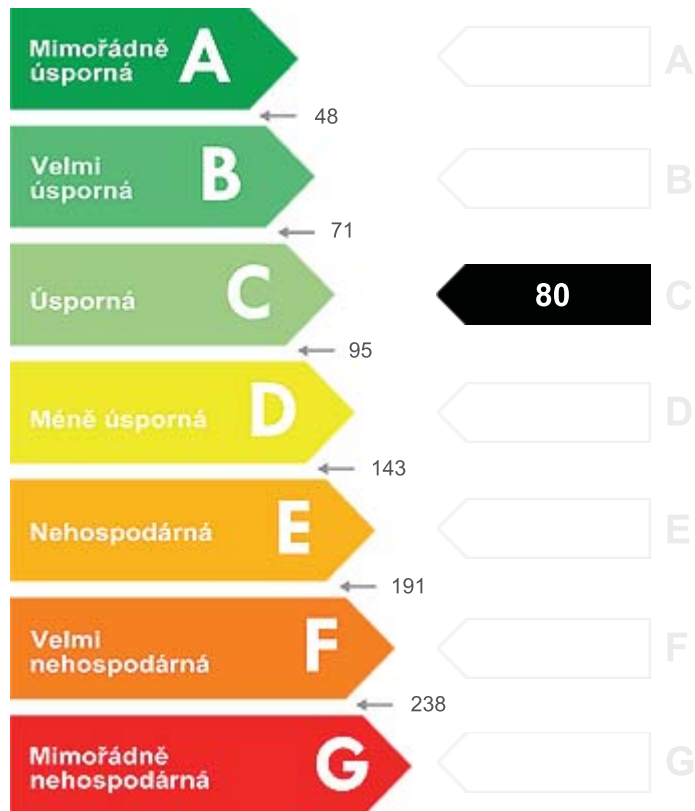 Mimořádně
úsporná
A
A
48
Velmi
úsporná
B
B
71
Úsporná
C
80
C
95
Méně úsporná
D
D
143
Nehospodárná
E
E
191
Velmi
nehospodárná
F
F
238
Mimořádně
nehospodárná
G
G